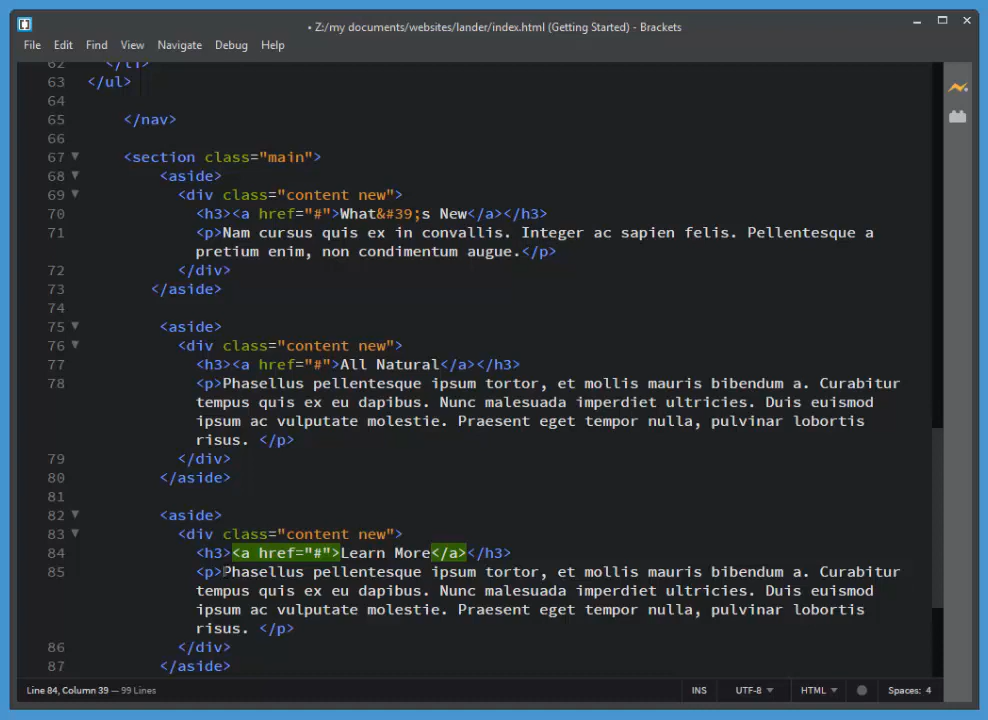 • Z:/my documents/websites/lander/index.html (Getting Started) - Brackets
File Edit Find View Navigate Debug Help
62 </li>
63 </ul>
64
65 </nav>
66
67 <section class="main">
68 <aside>
69 <div class="content new">
70 <h3><a href="#">What&#39;s New</a></h3>
71 <p>Nam cursus quis ex in convallis. Integer ac sapien felis. Pellentesque a
pretium enim, non condimentum augue.</p>
72 </div>
73 </aside>
74
75 <aside>
76 <div class="content new">
77 <h3><a href="#">All Natural</a></h3>
78 <p>Phasellus pellentesque ipsum tortor, et mollis mauris bibendum a. Curabitur
tempus quis ex eu dapibus. Nunc malesuada imperdiet ultricies. Duis euismod
ipsum ac vulputate molestie. Praesent eget tempor nulla, pulvinar lobortis
risus. </p>
79 </div>
80 </aside>
81
82 <aside>
83 <div class="content new">
84 <h3><a href="#">Learn More</a></h3>
85 <p>Phasellus pellentesque ipsum tortor, et mollis mauris bibendum a. Curabitur
tempus quis ex eu dapibus. Nunc malesuada imperdiet ultricies. Duis euismod
ipsum ac vulputate molestie. Praesent eget tempor nulla, pulvinar lobortis
risus. </p>
86 </div>
87 </aside>
Line 84, Column 39 — 99 Lines INS UTF-8 HTML Spaces: 4